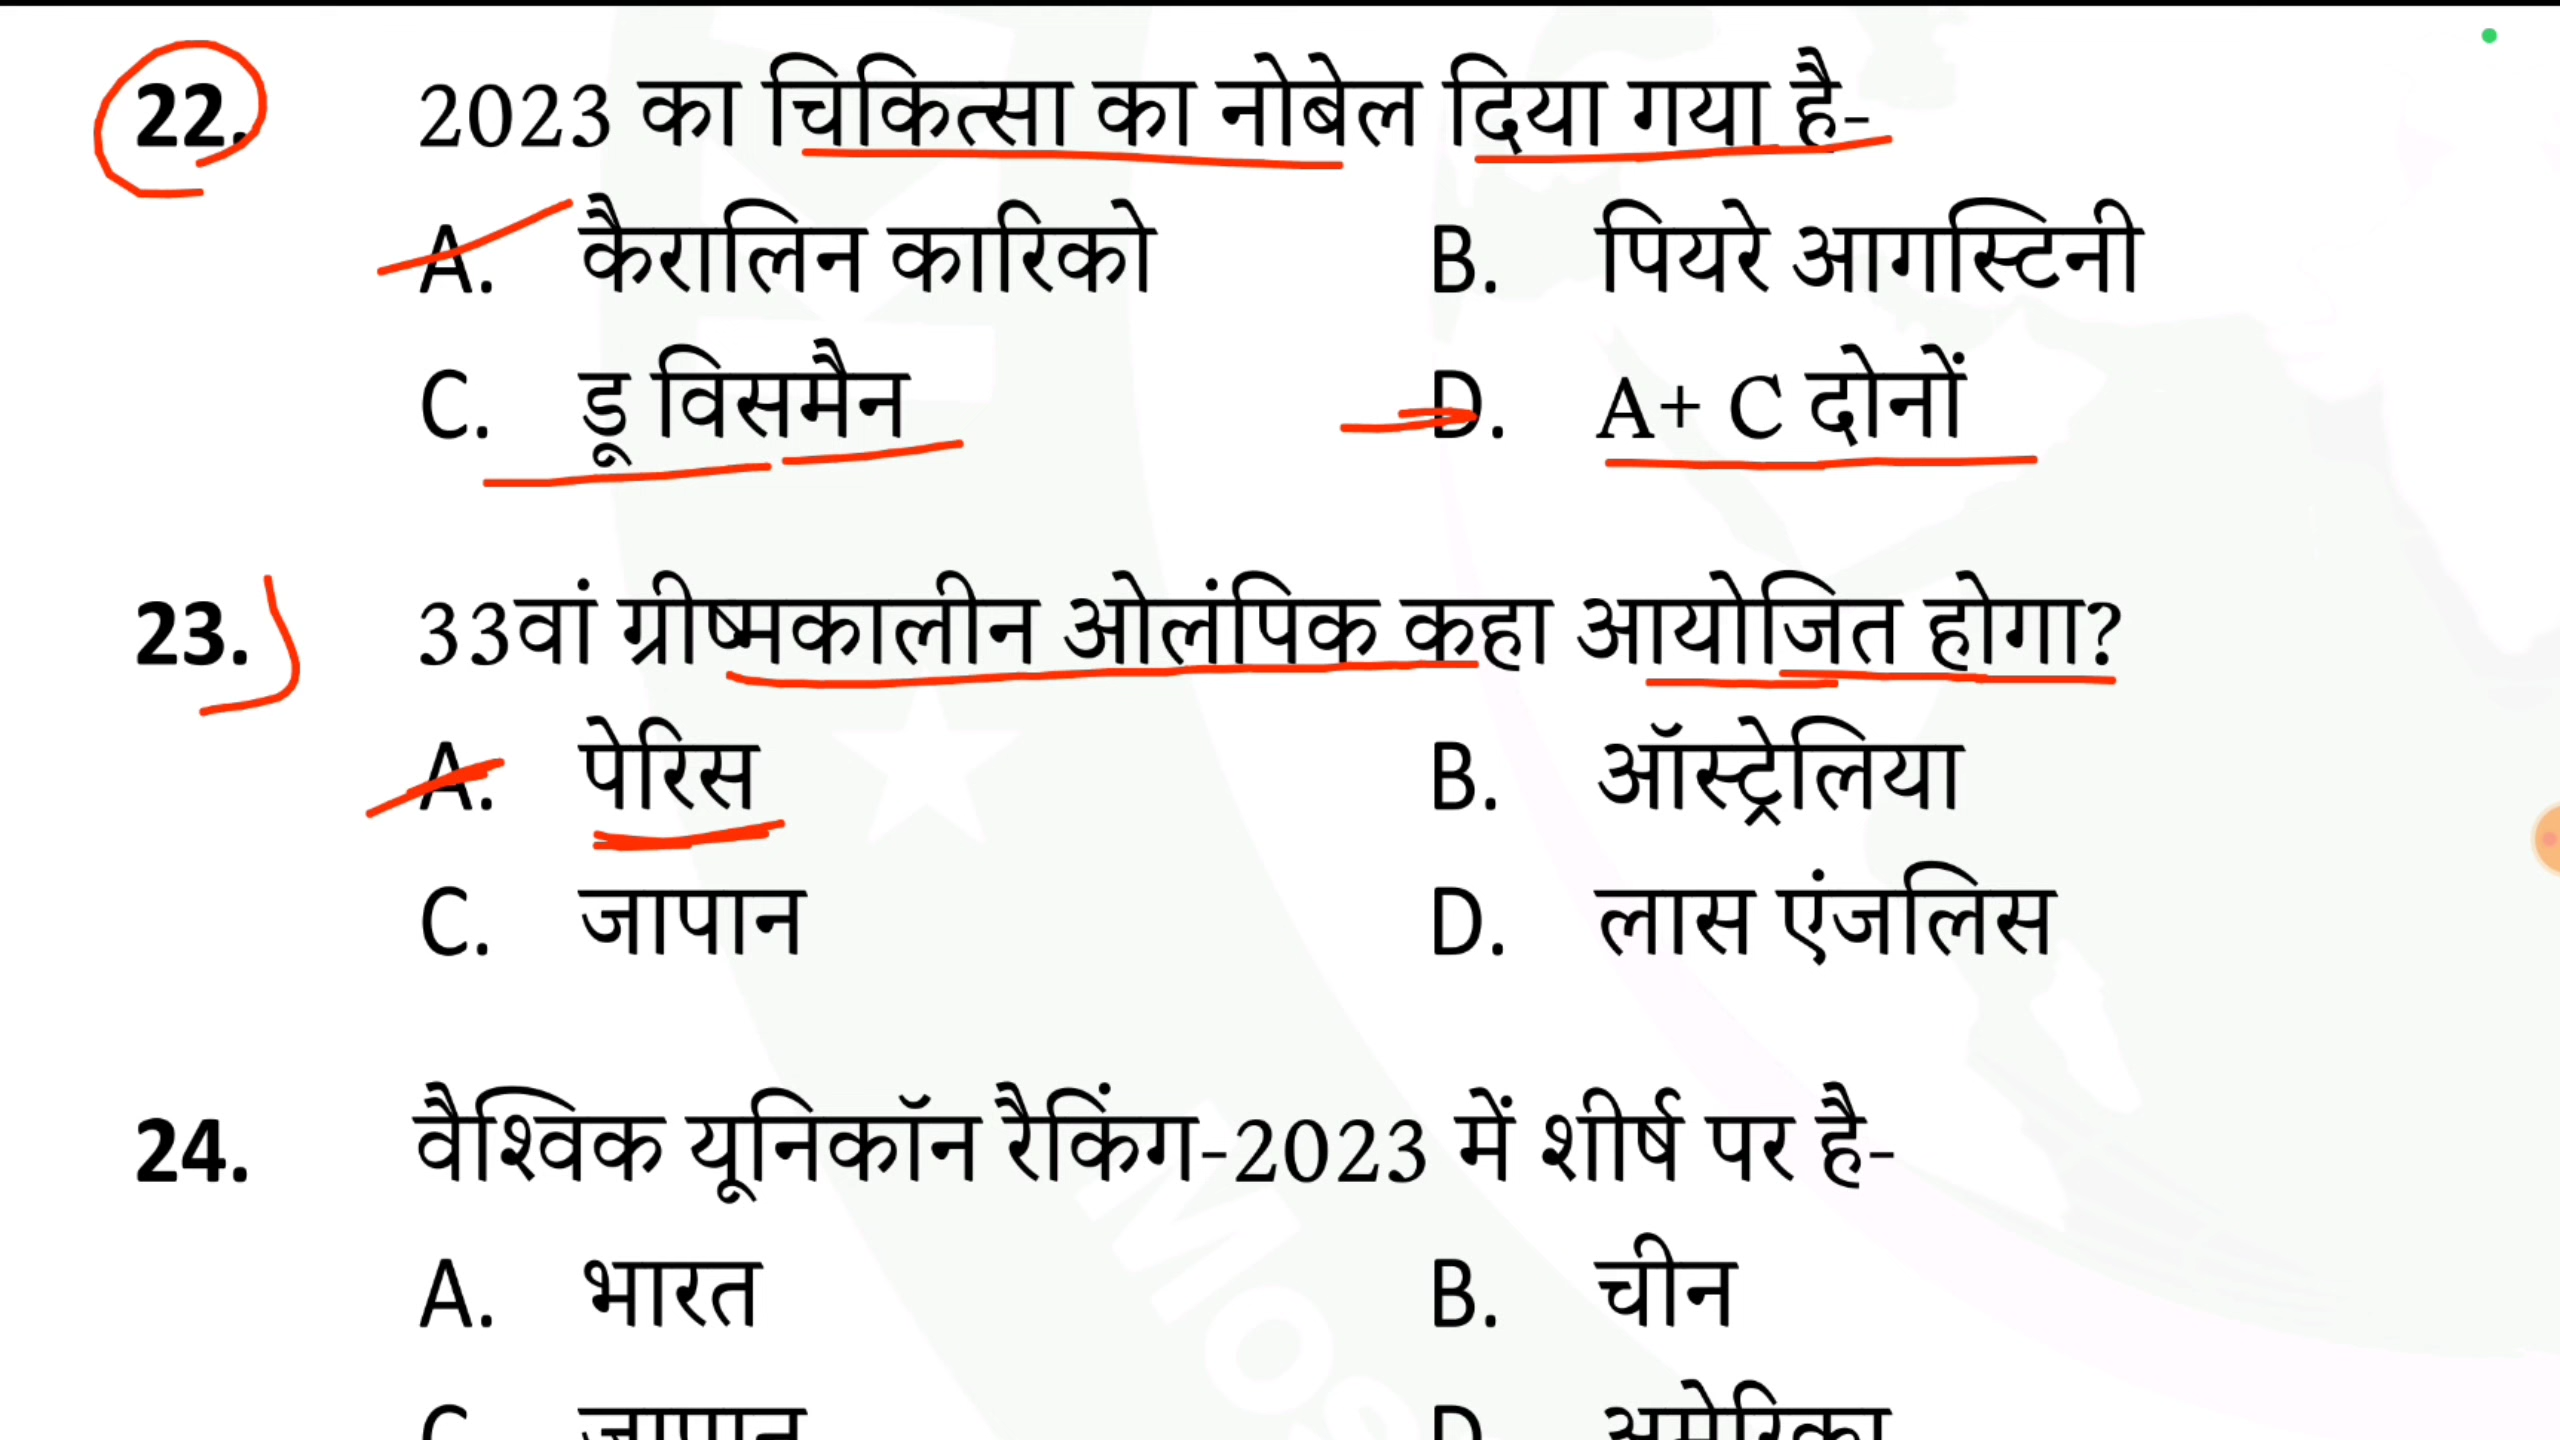 22. 2023 का चिकित्सा का नोबेल दिया गया है-
A. कैरालिन कारिको B. पियरे आगस्टिनी
C. डू विसमैन D. A+ C दोनों
23. 33वां ग्रीष्मकालीन ओलंपिक कहा आयोजित होगा?
A. पेरिस B. ऑस्ट्रेलिया
C. जापान D. लास एंजलिस
24. वैश्विक यूनिकॉन रैकिंग-2023 में शीर्ष पर है-
A. भारत B. चीन
C. जापान D. अमेरिका